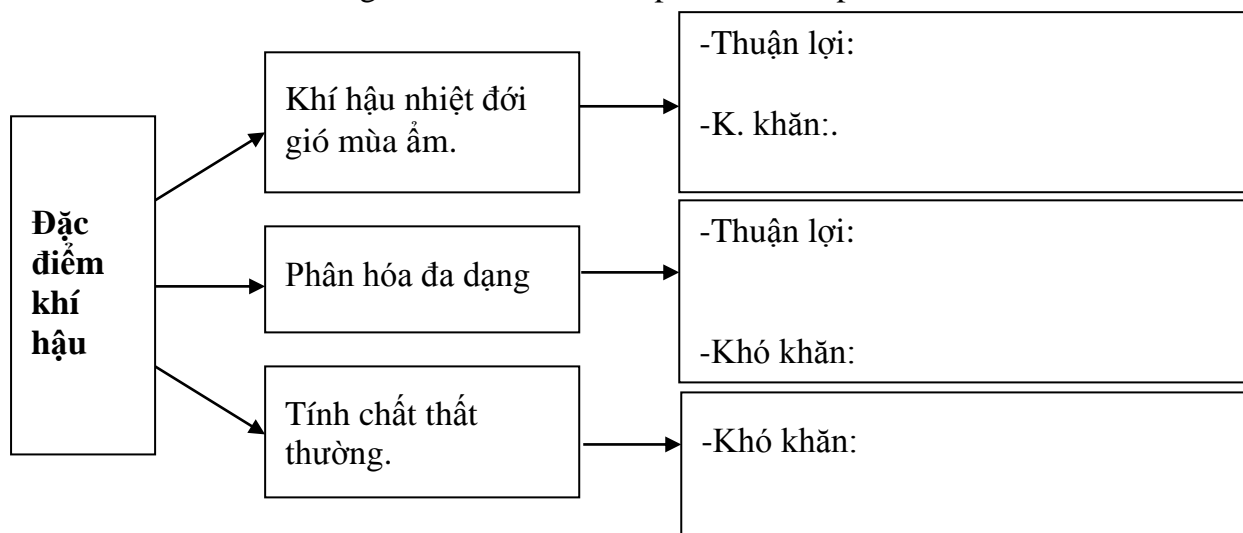 Đặc
điểm
khí
hậu
Khí hậu nhiệt đới
gió mùa ẩm.
-Thuận lợi:
-K. khăn:.
Phân hóa đa dạng
-Thuận lợi:
-Khó khăn:
Tính chất thất
thường.
-Khó khăn: